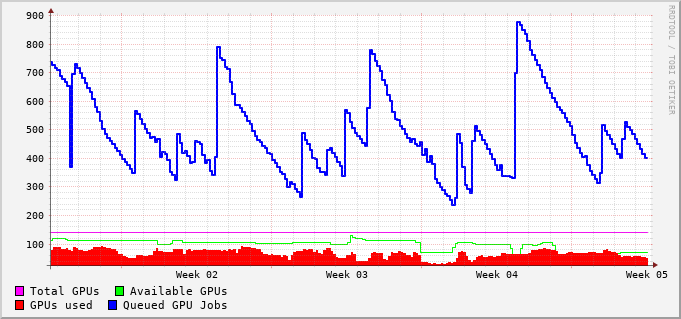 900
800
700
600
500
400
300
200
100
Week 02 Week 03 Week 04 Week 05
Total GPUs Available GPUs
GPUs used Queued GPU Jobs
RRDTOOL / TOBI OETIKER